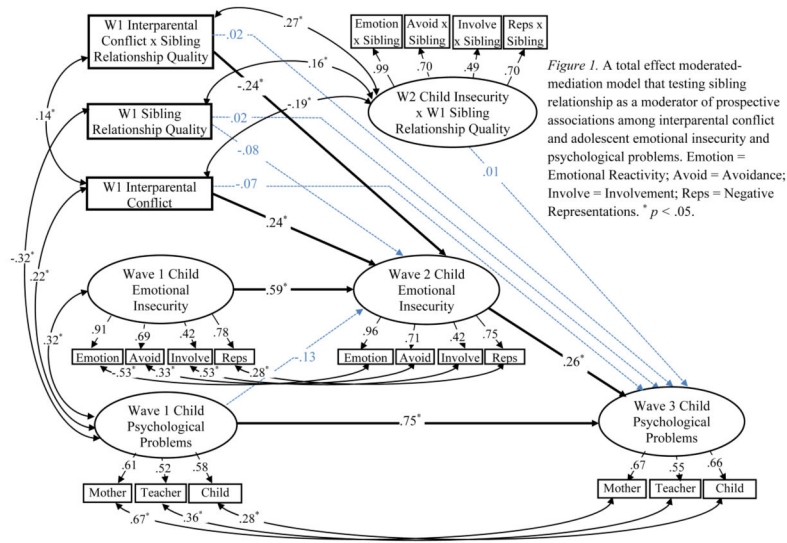 W1 Interparental
Conflict x Sibling
Relationship Quality
W1 Sibling
Relationship Quality
W1 Interparental
Conflict
.27*
.16*
-.19*
.02
-.24*
-.02
-.08
-.07
.24*
.14*
-.32*
.22*
.32*
Emotion
x Sibling
Avoid x
Sibling
Involve
x Sibling
Reps x
Sibling
.99
.70
.49
.70
W2 Child Insecurity
x W1 Sibling
Relationship Quality
.01
Figure 1. A total effect moderated-
mediation model that testing sibling
relationship as a moderator of prospective
associations among interparental conflict
and adolescent emotional insecurity and
psychological problems. Emotion =
Emotional Reactivity; Avoid = Avoidance;
Involve = Involvement; Reps = Negative
Representations. * p < .05.
Wave 1 Child
Emotional
Insecurity
.59*
Wave 2 Child
Emotional
Insecurity
.91
.69
.42
.78
Emotion
Avoid
Involve
Reps
.96
.71
.42
.75
Emotion
Avoid
Involve
Reps
-.53*
.33*
.53*
.28*
-.13
.26*
Wave 1 Child
Psychological
Problems
.75*
Wave 3 Child
Psychological
Problems
.61
.52
.58
Mother
Teacher
Child
.67
.55
.66
Mother
Teacher
Child
.67*
.36*
.28*